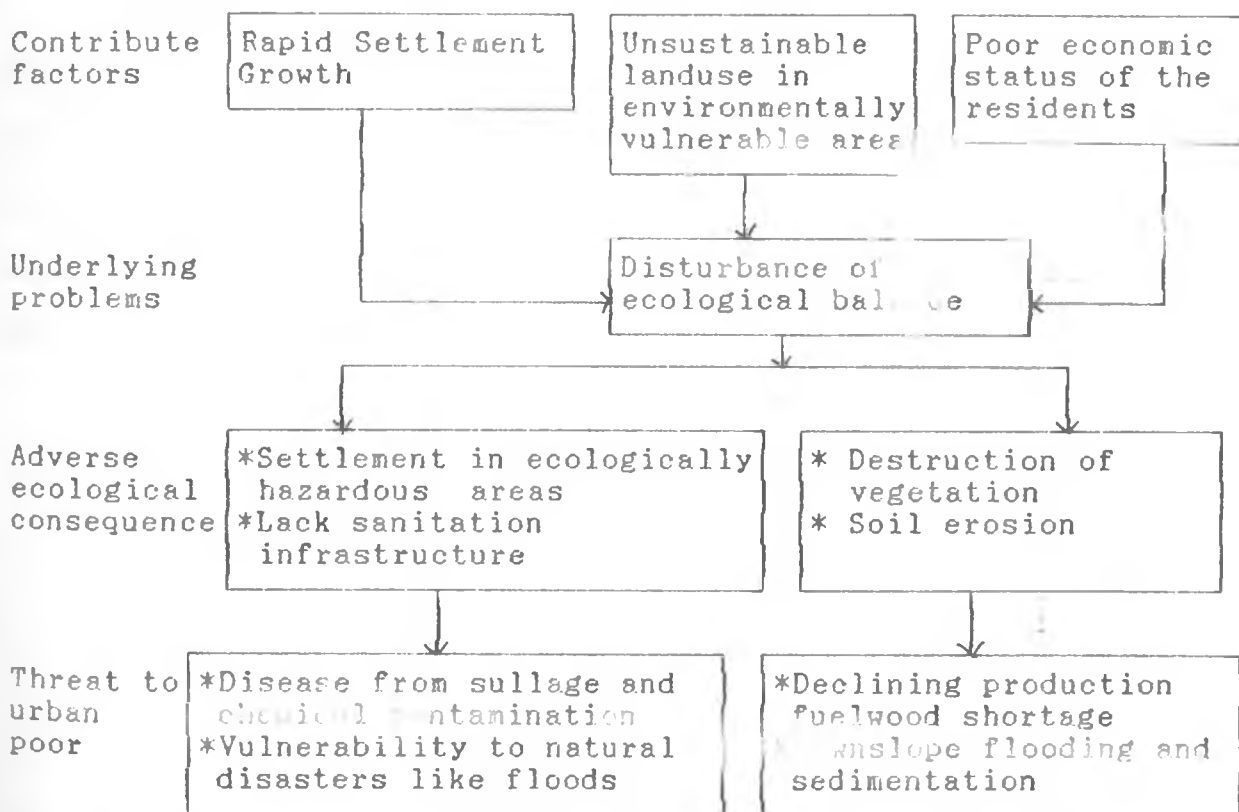 Contribute
factors
Rapid Settlement
Growth
Unsustainable
landuse in
environmentally
vulnerable area
Poor economic
status of the
residents
Underlying
problems
Disturbance of
ecological
Adverse
ecological
consequence
*Settlement in ecologically
hazardous areas
*Lack sanitation
infrastructure
* Destruction of
vegetation
* Soil erosion
Threat to
urban
poor
*Disease from sullage and
*Vulnerability to natural
disasters like floods
*Declining production
fuelwood shortage
flooding and
sedimentation